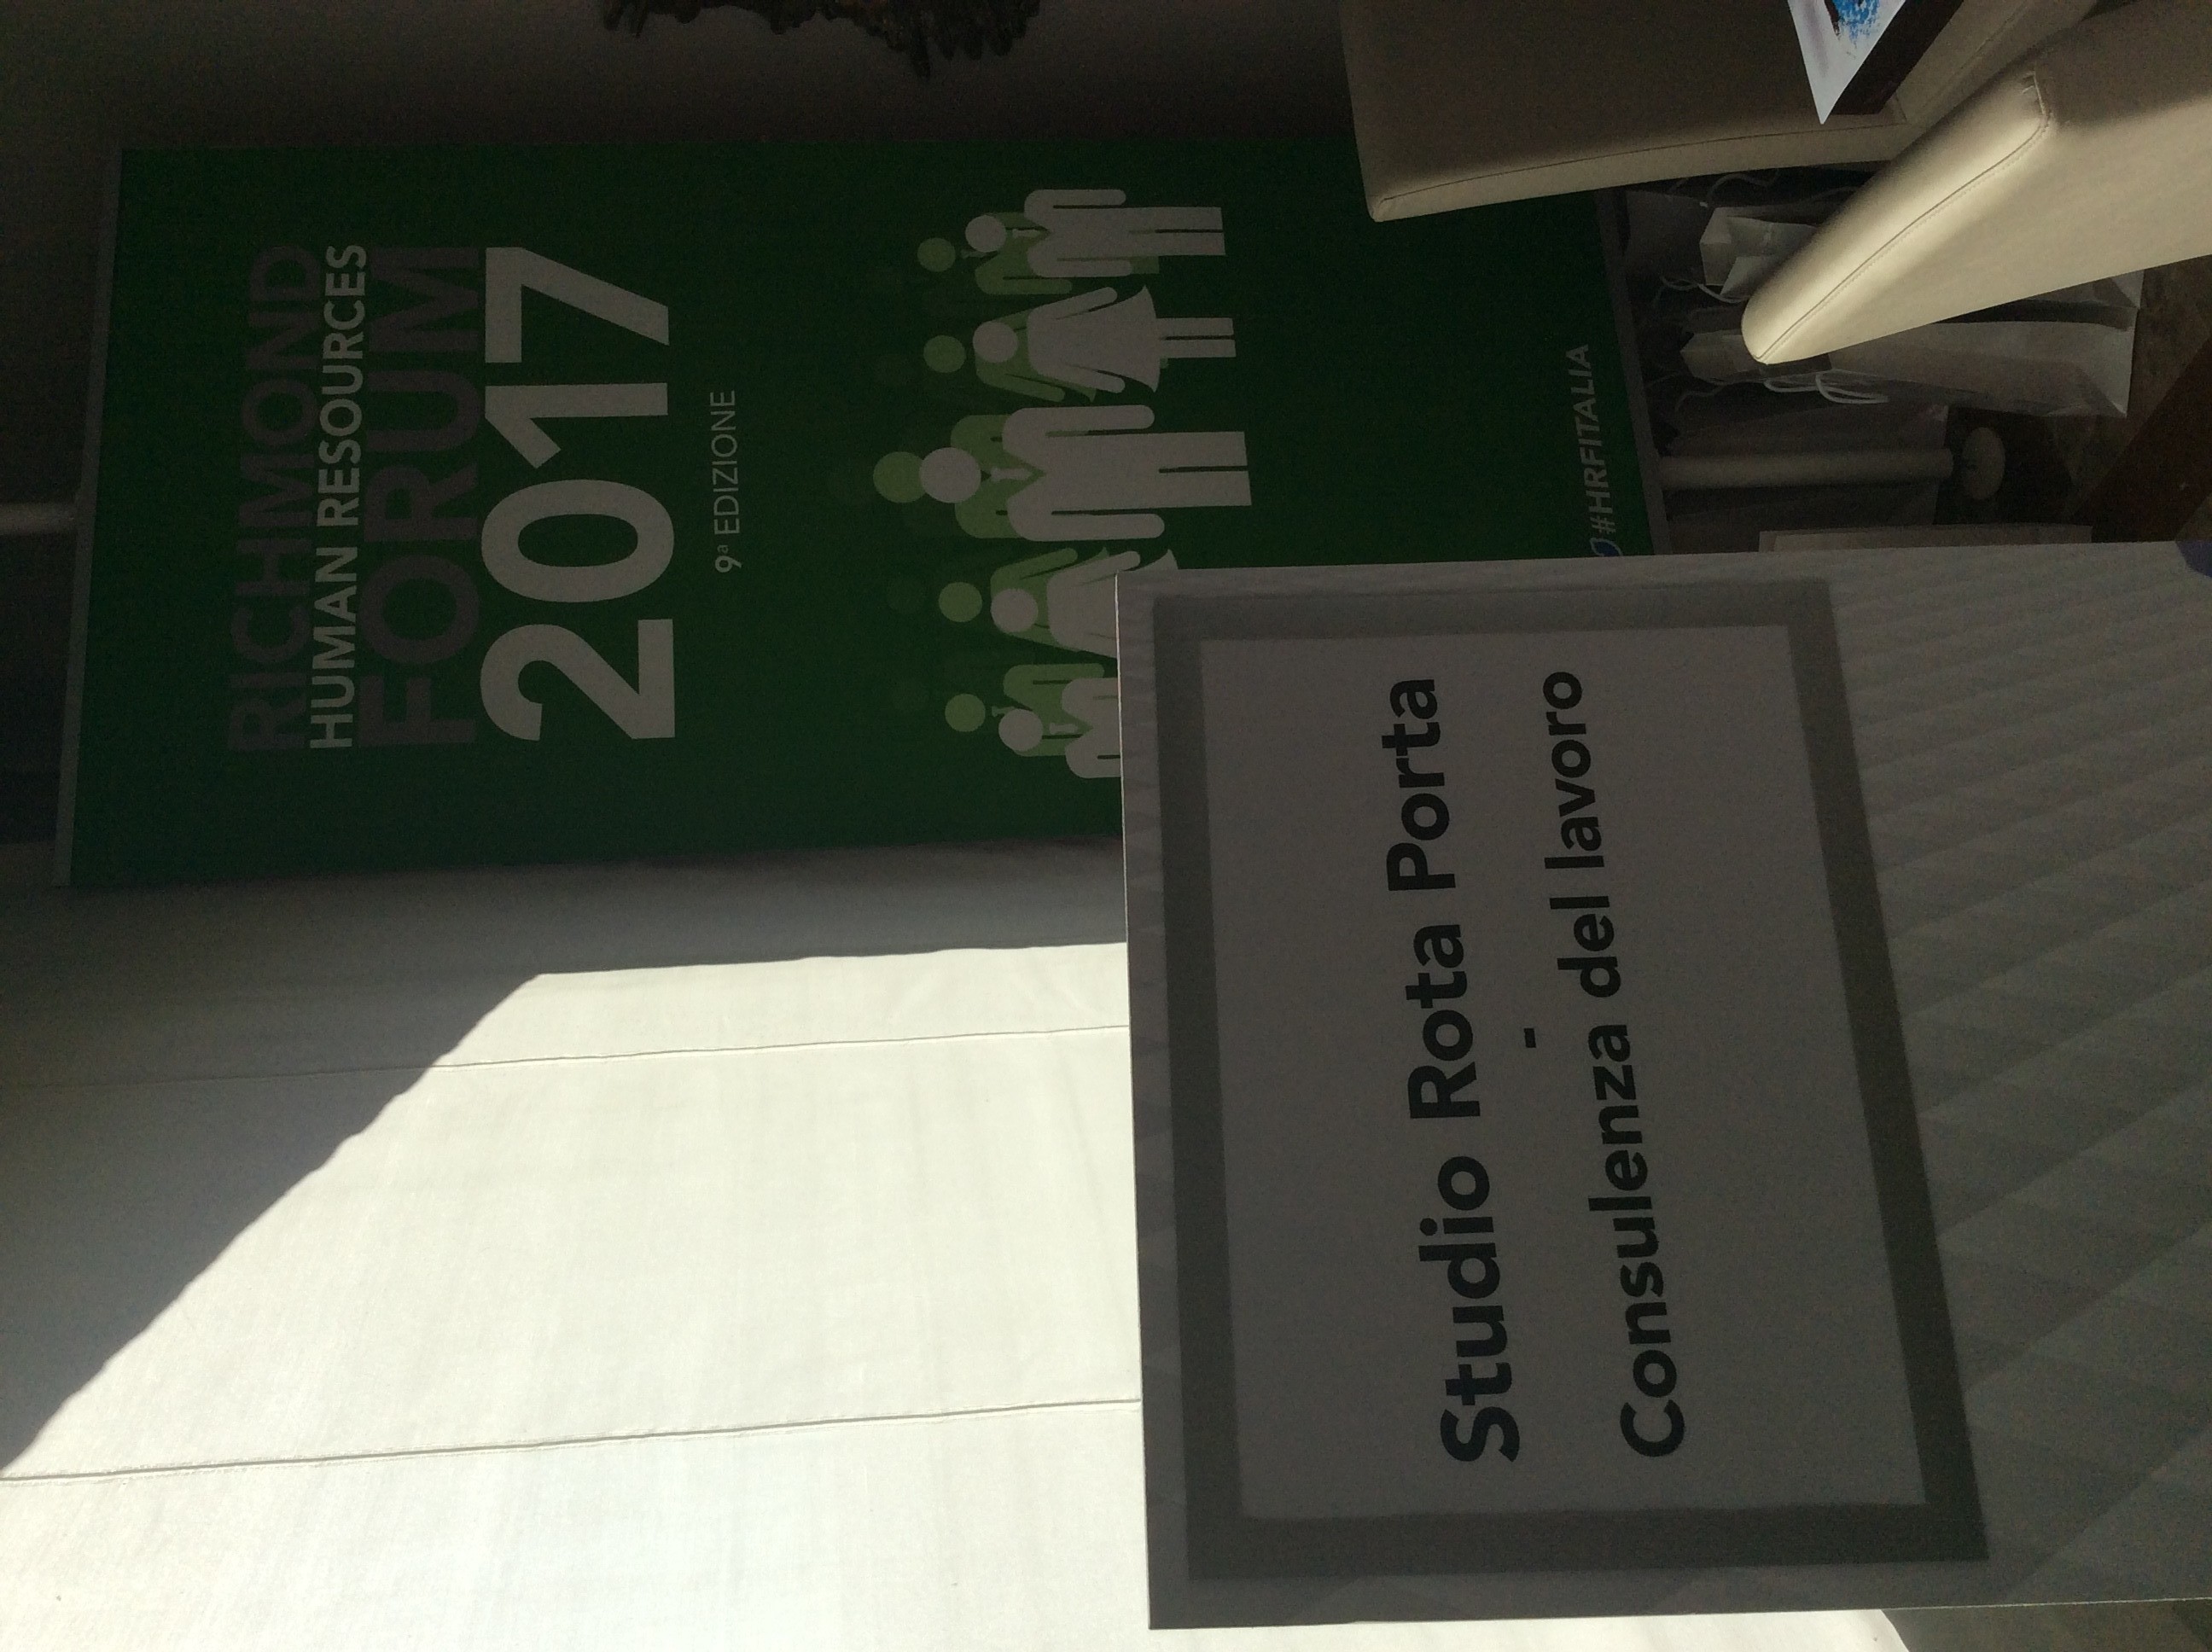 RICHMOND
HUMAN RESOURCES
FORUM
2017
9ª EDIZIONE
#HRFITALIA
Studio Rota Porta
-
Consulenza del lavoro